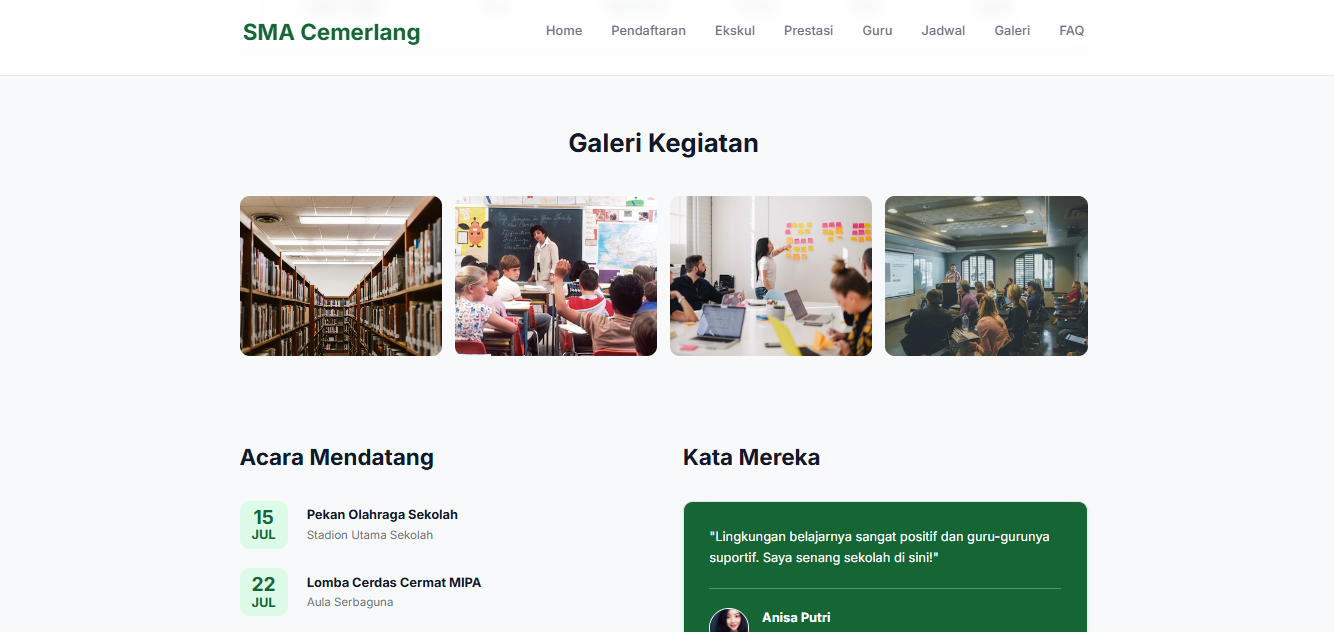 SMA Cemerlang
Home Pendaftaran Ekskul Prestasi Guru Jadwal Galeri FAQ
Galeri Kegiatan
Acara Mendatang
15
JUL
Pekan Olahraga Sekolah
Stadion Utama Sekolah
22
JUL
Lomba Cerdas Cermat MIPA
Aula Serbaguna
Kata Mereka
"Lingkungan belajarnya sangat positif dan guru-gurunya
suportif. Saya senang sekolah di sini!"
Anisa Putri